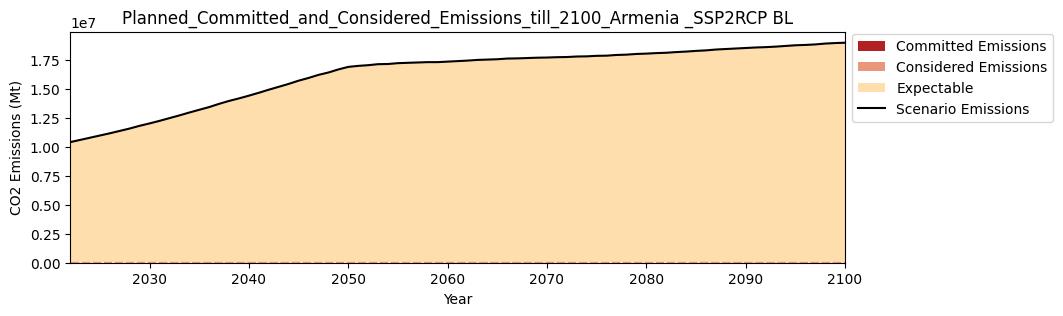 Planned_Committed_and_Considered_Emissions_till_2100_Armenia _SSP2RCP BL
1e7
1.75
1.50
1.25
1.00
0.75
0.50
0.25
0.00
CO2 Emissions (Mt)
2030 2040 2050 2060 2070 2080 2090 2100
Year
Committed Emissions
Considered Emissions
Expectable
Scenario Emissions